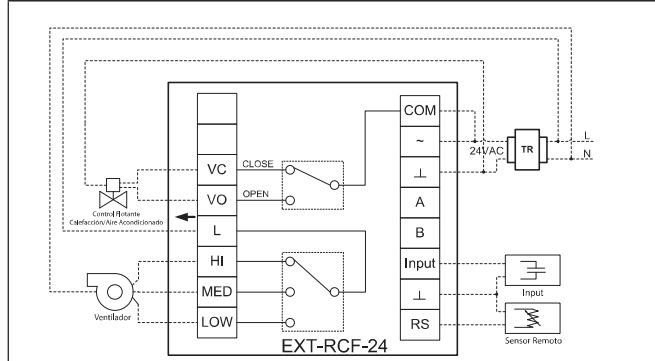 COM
~
24VAC
TR
L
N
VC
CLOSE
⊥
VO
OPEN
A
Control Flotante
Calefacción/Aire Acondicionado
L
B
HI
Input
MED
⊥
Input
Ventilador
LOW
RS
Sensor Remoto
EXT-RCF-24